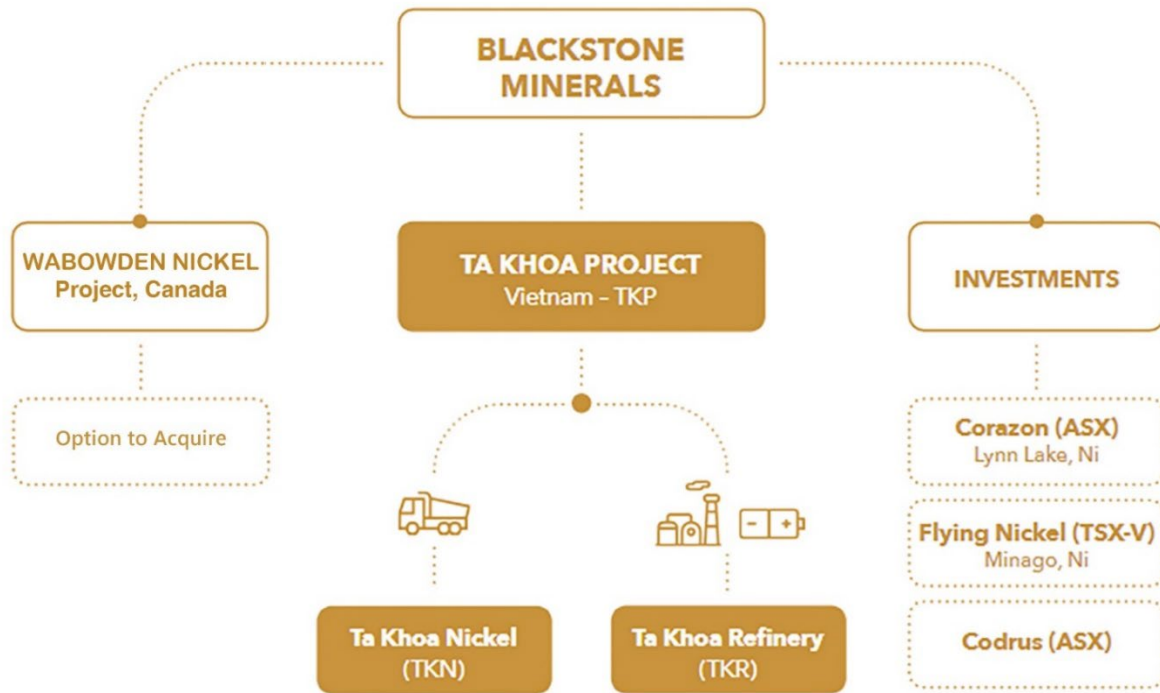 BLACKSTONE
MINERALS
WABOWDEN NICKEL
Project, Canada
Option to Acquire
TA KHOA PROJECT
Vietnam – TKP
Ta Khoa Nickel
(TKN)
Ta Khoa Refinery
(TKR)
INVESTMENTS
Corazon (ASX)
Lynn Lake, Ni
Flying Nickel (TSX-V)
Minago, Ni
Codrus (ASX)